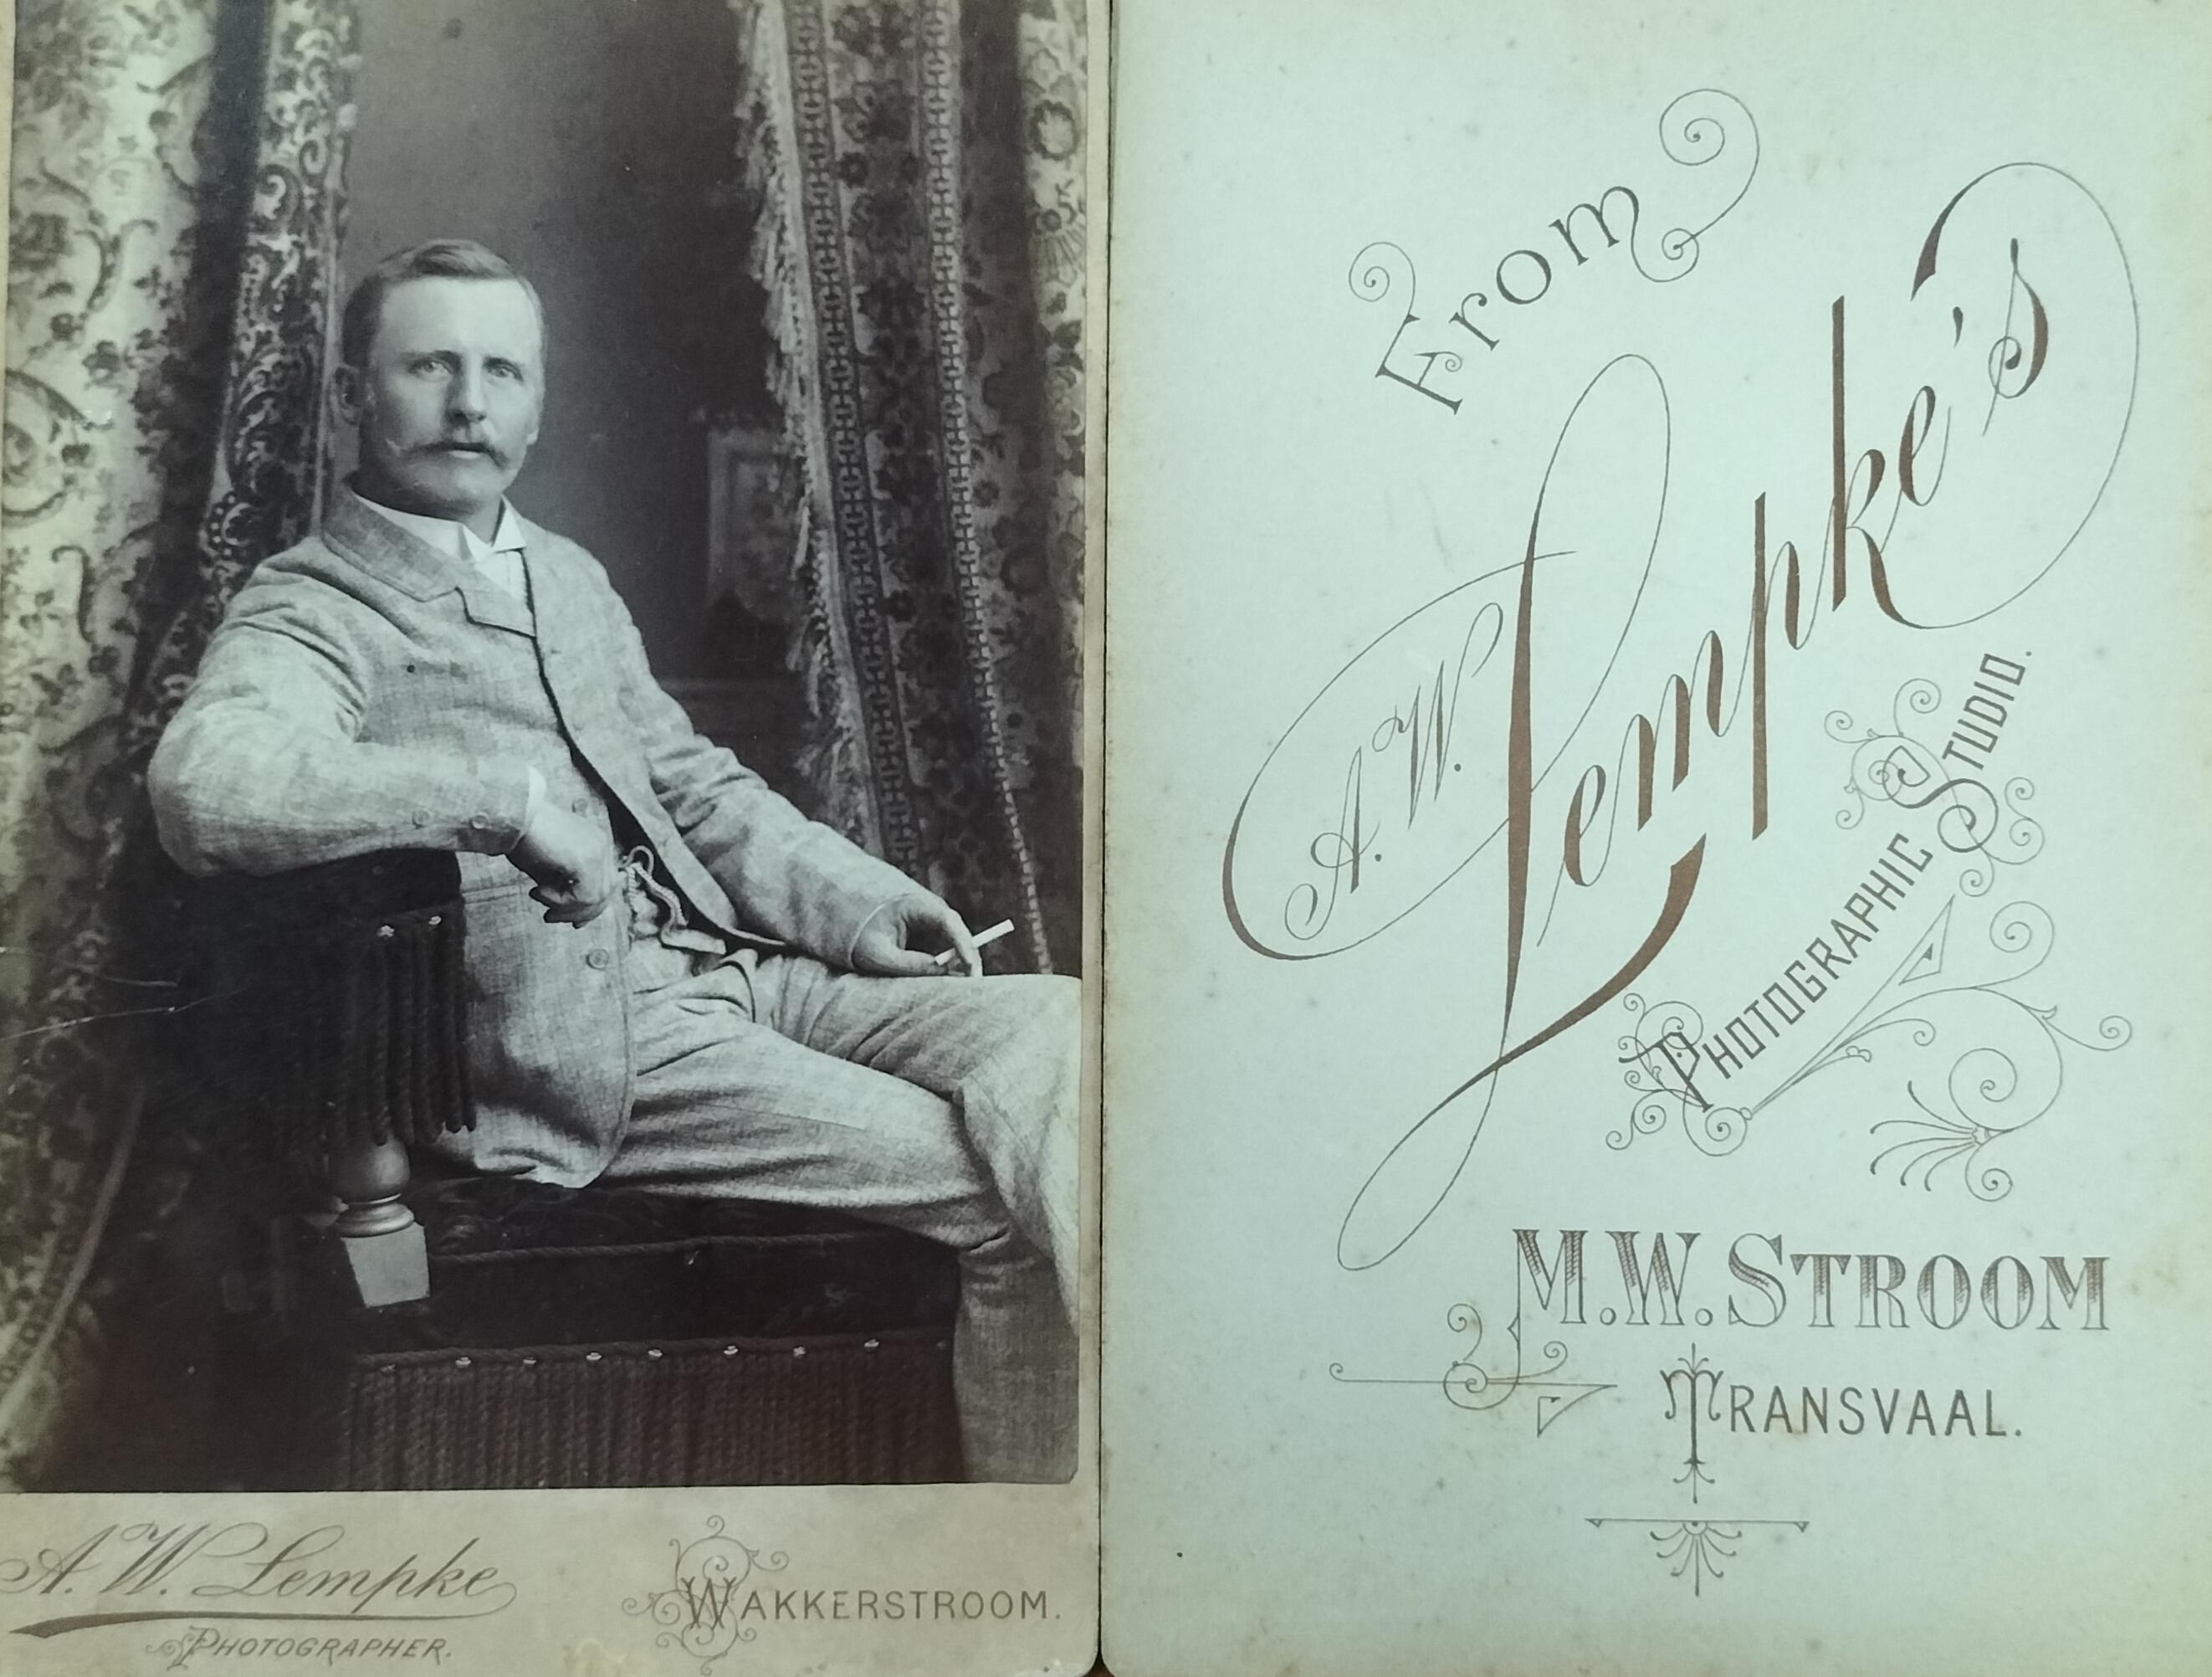 A. W. Lempke
PHOTOGRAPHER.
WAKKERSTROOM.
From
A. W. Lempke's
PHOTOGRAPHIC STUDIO.
M.W. STROOM
TRANSVAAL.